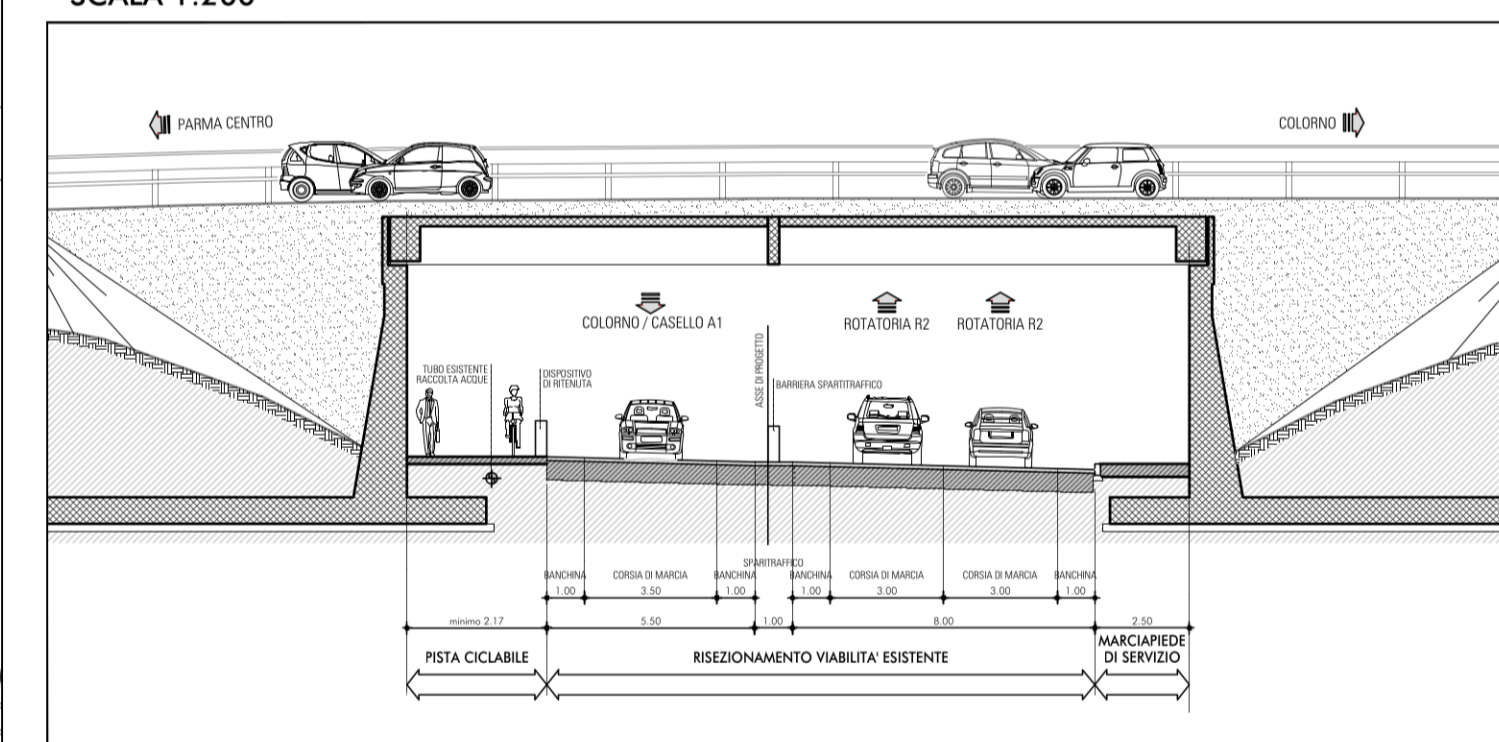 SCALA 1:200
PARMA CENTRO
COLORNO
COLORNO / CASELLO A1
ROTATORIA R2
ROTATORIA R2
TUBO ESISTENTE
RACCOLTA ACQUE
DISPOSITIVO
DI RITENUTA
ASSE DI PROGETTO
BARRIERA SPARTITRAFFICO
SPARITRAFFICO
BANCHINA
CORSIA DI MARCIA
BANCHINA
BANCHINA
CORSIA DI MARCIA
CORSIA DI MARCIA
BANCHINA
1.00
3.50
1.00
1.00
3.00
3.00
1.00
minimo 2.17
5.50
1.00
8.00
2.50
PISTA CICLABILE
RISEZIONAMENTO VIABILITA' ESISTENTE
MARCIAPIEDE
DI SERVIZIO